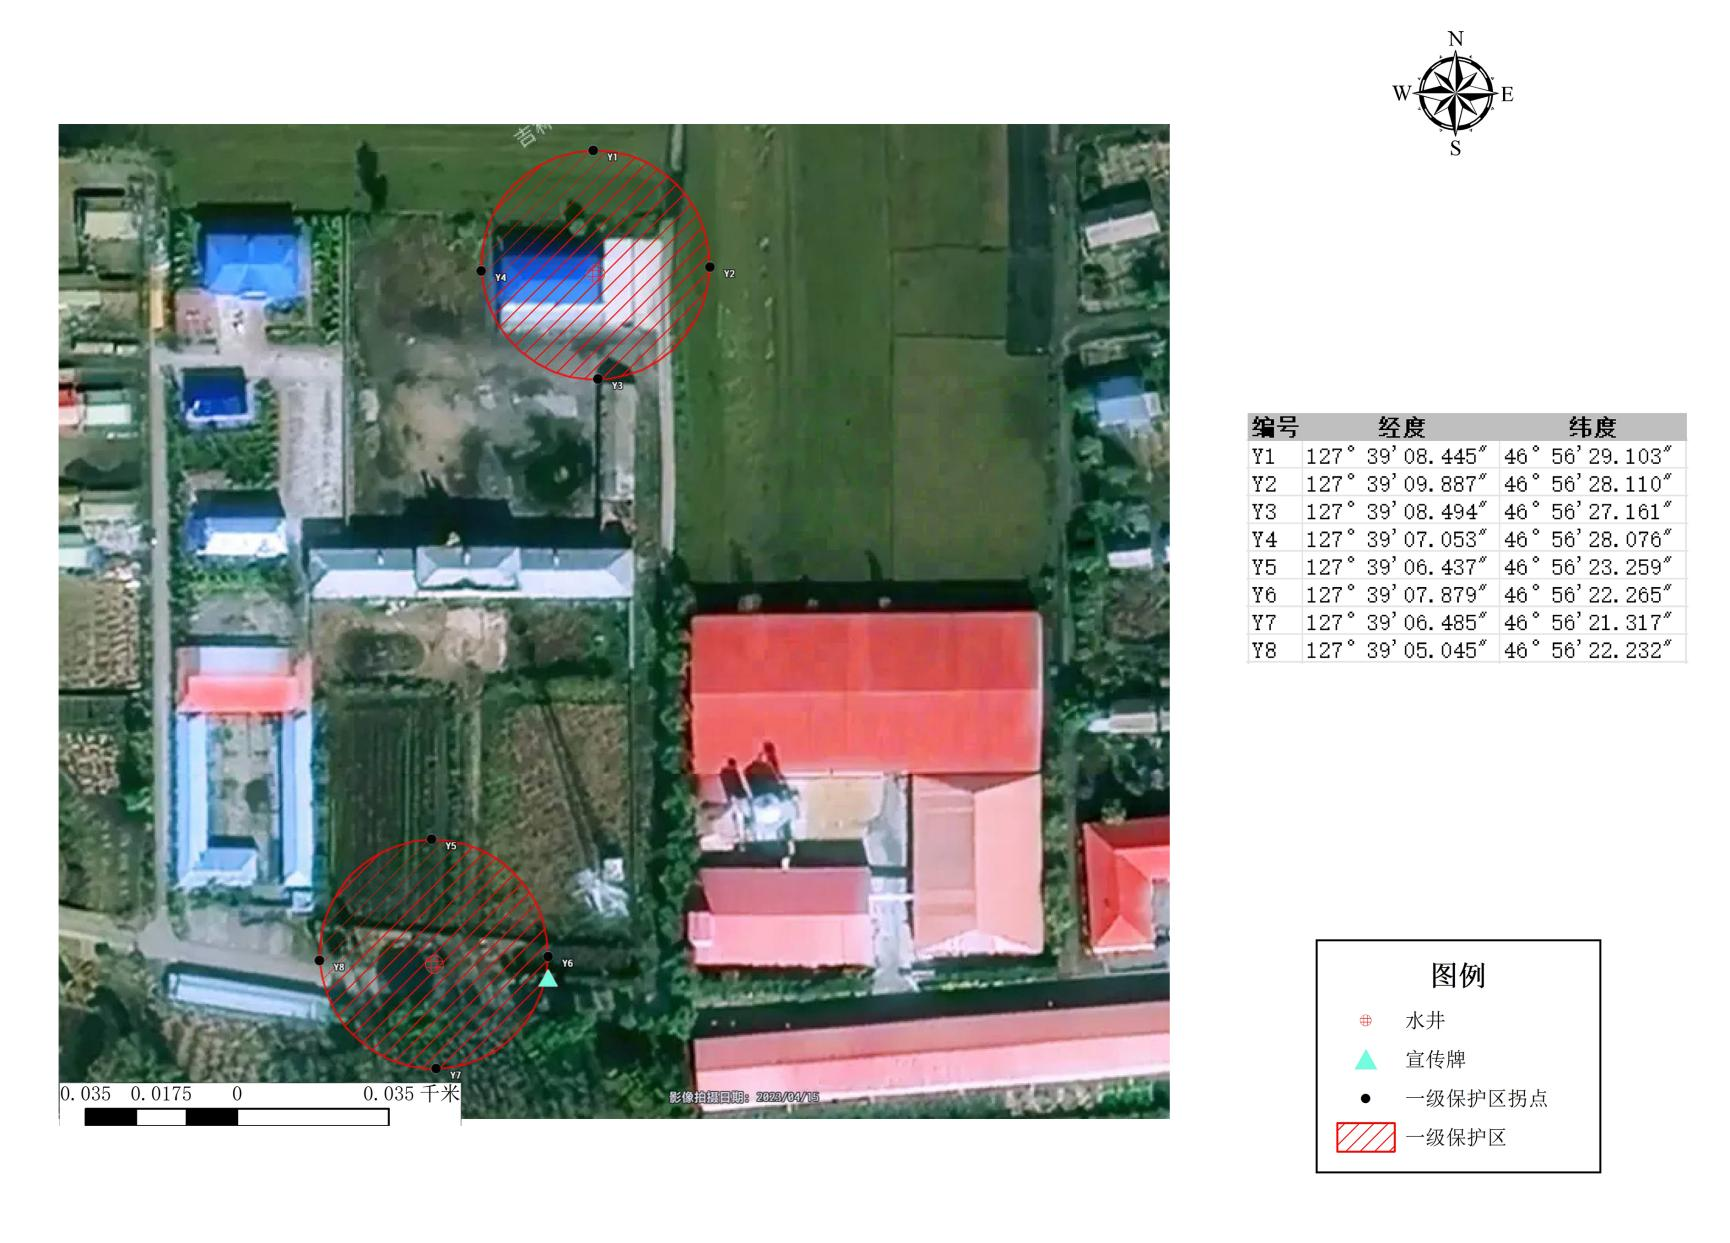 N
W E
S
吉林
Y1
Y2
Y4
Y3
编号 经度 纬度
Y1 127° 39′08.445″ 46° 56′29.103″
Y2 127° 39′09.887″ 46° 56′28.110″
Y3 127° 39′08.494″ 46° 56′27.161″
Y4 127° 39′07.053″ 46° 56′28.076″
Y5 127° 39′06.437″ 46° 56′23.259″
Y6 127° 39′07.879″ 46° 56′22.265″
Y7 127° 39′06.485″ 46° 56′21.317″
Y8 127° 39′05.045″ 46° 56′22.232″
Y5
Y6
Y8
Y7
0.035 0.0175 0 0.035 千米
影像拍摄日期: 2023/04/15
图例
水井
宣传牌
一级保护区拐点
一级保护区